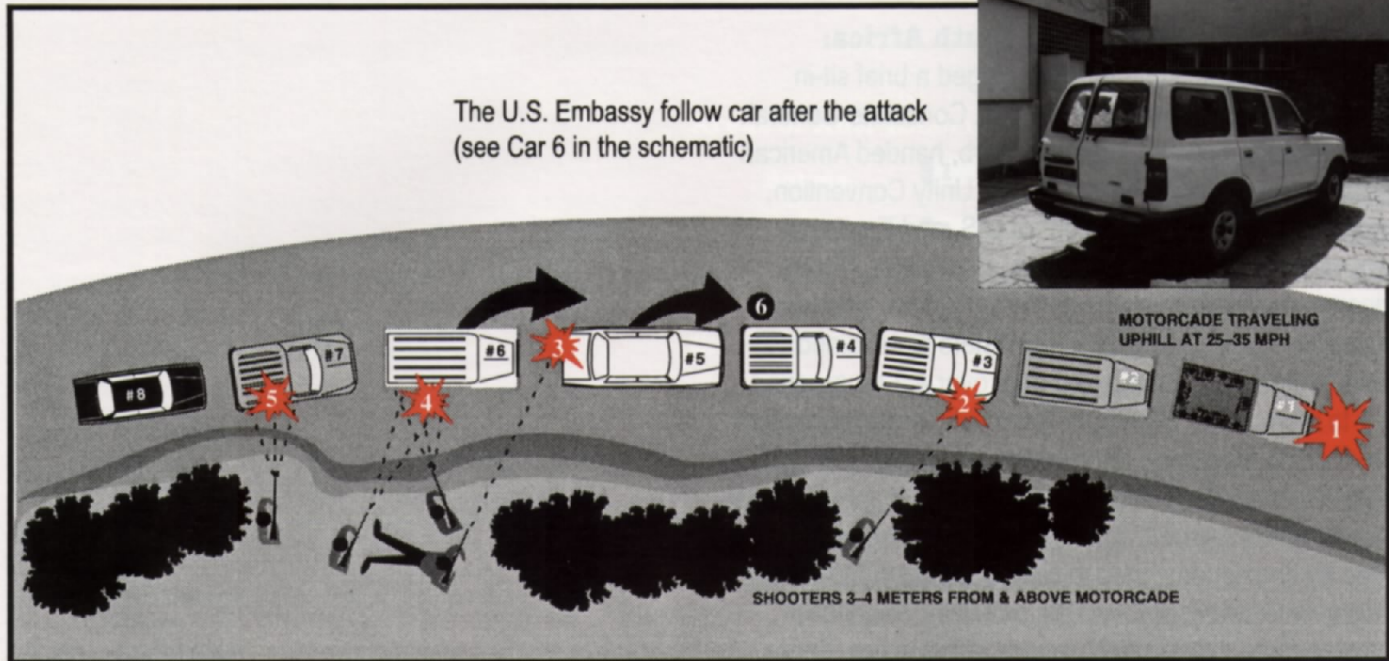 The U.S. Embassy follow car after the attack
(see Car 6 in the schematic)
MOTORCADE TRAVELING
UPHILL AT 25–35 MPH
6
#8
#7
#6
3
#5
#4
#3
#2
#1
5
4
2
1
SHOOTERS 3–4 METERS FROM & ABOVE MOTORCADE